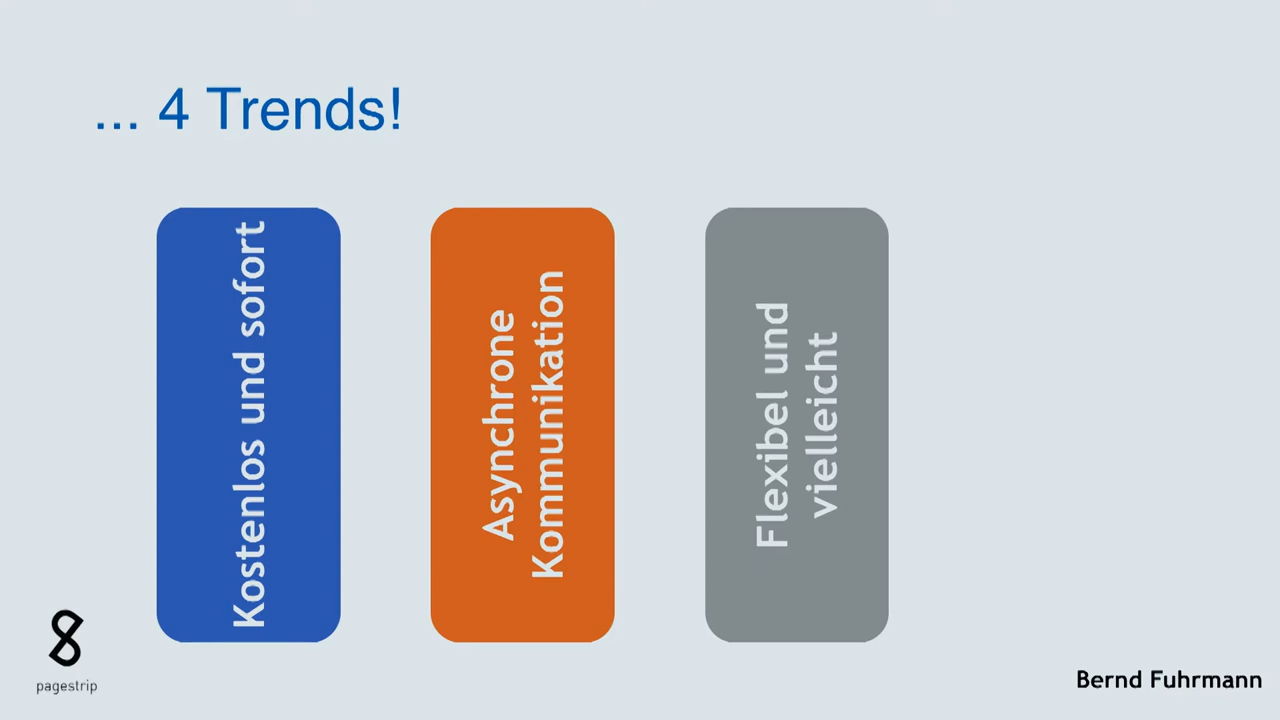 ... 4 Trends!
Kostenlos und sofort
Asynchrone
Kommunikation
Flexibel und
vielleicht
pagestrip
Bernd Fuhrmann